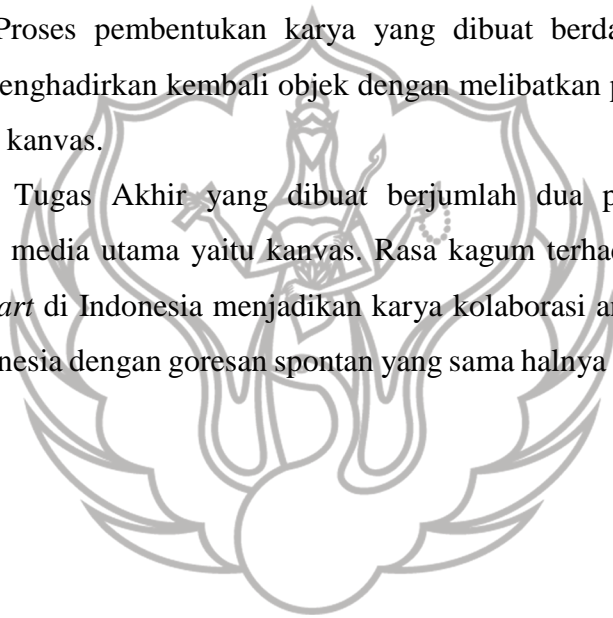 Proses pembentukan karya yang dibuat berda
enghadirkan kembali objek dengan melibatkan p
kanvas.
Tugas Akhir yang dibuat berjumlah dua p
media utama yaitu kanvas. Rasa kagum terhad
art di Indonesia menjadikan karya kolaborasi a
nesia dengan goresan spontan yang sama halnya